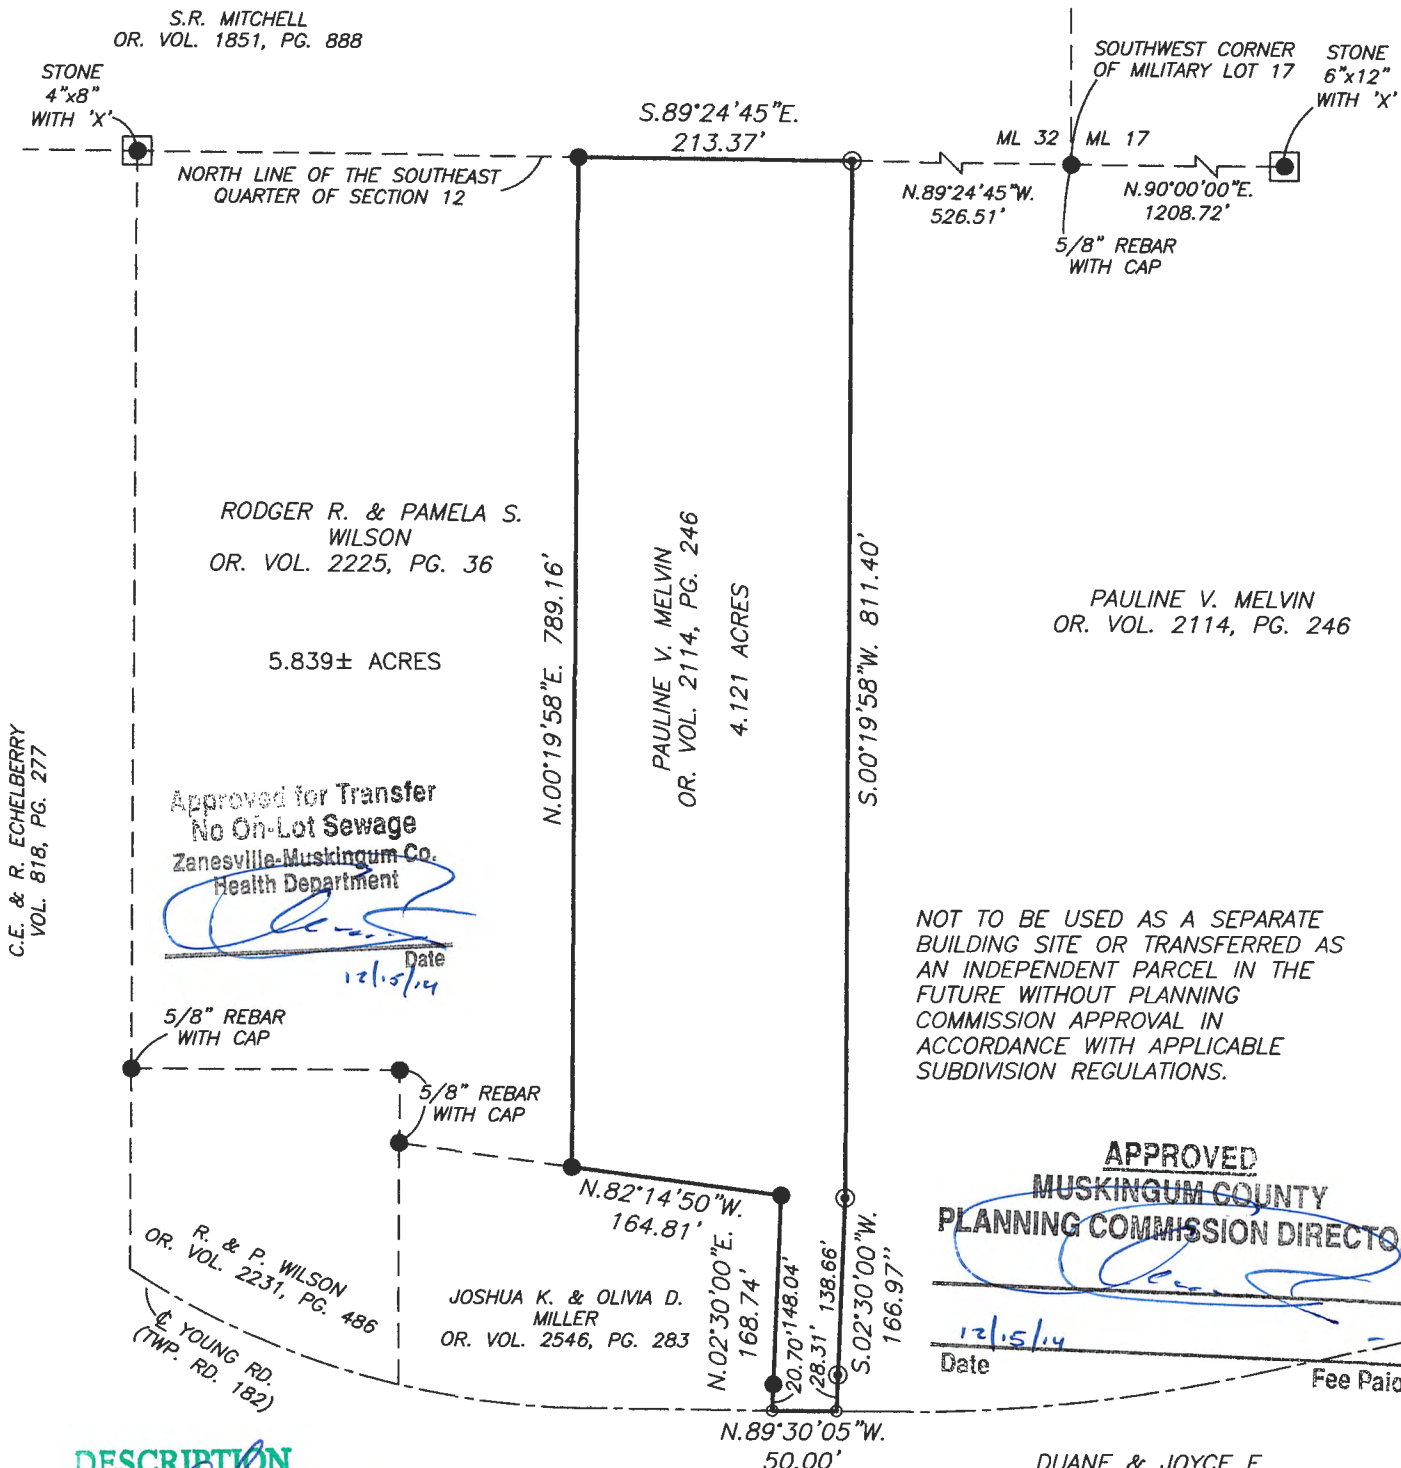 S.R. MITCHELL
OR. VOL. 1851, PG. 888
STONE
4"x8"
WITH 'X'
S.89°24'45"E.
213.37'
SOUTHWEST CORNER
OF MILITARY LOT 17
STONE
6"x12"
WITH 'X'
ML 32
ML 17
NORTH LINE OF THE SOUTHEAST
QUARTER OF SECTION 12
N.89°24'45"W.
526.51'
N.90°00'00"E.
1208.72'
5/8" REBAR
WITH CAP
RODGER R. & PAMELA S.
WILSON
OR. VOL. 2225, PG. 36
5.839± ACRES
N.00°19'58"E. 789.16'
PAULINE V. MELVIN
OR. VOL. 2114, PG. 246
4.121 ACRES
S.00°19'58"W. 811.40'
PAULINE V. MELVIN
OR. VOL. 2114, PG. 246
C.E. & R. ECHELBERRY
VOL. 818, PG. 277
Approved for Transfer
No On-Lot Sewage
Zanesville-Muskingum Co.
Health Department
Date
12/15/14
NOT TO BE USED AS A SEPARATE
BUILDING SITE OR TRANSFERRED AS
AN INDEPENDENT PARCEL IN THE
FUTURE WITHOUT PLANNING
COMMISSION APPROVAL IN
ACCORDANCE WITH APPLICABLE
SUBDIVISION REGULATIONS.
5/8" REBAR
WITH CAP
5/8" REBAR
WITH CAP
N.82°14'50"W.
164.81'
APPROVED
MUSKINGUM COUNTY
PLANNING COMMISSION DIRECTO
12/15/14
Date
Fee Paid
R. & P. WILSON
OR. VOL. 2231, PG. 486
℄ YOUNG RD.
(TWP. RD. 182)
JOSHUA K. & OLIVIA D.
MILLER
OR. VOL. 2546, PG. 283
N.02°30'00"E.
168.74'
20.70' 148.04'
28.31' 138.66'
S.02°30'00"W.
166.97"
N.89°30'05"W.
50.00'
DESCRIPTION
DUANE & JOYCE E.